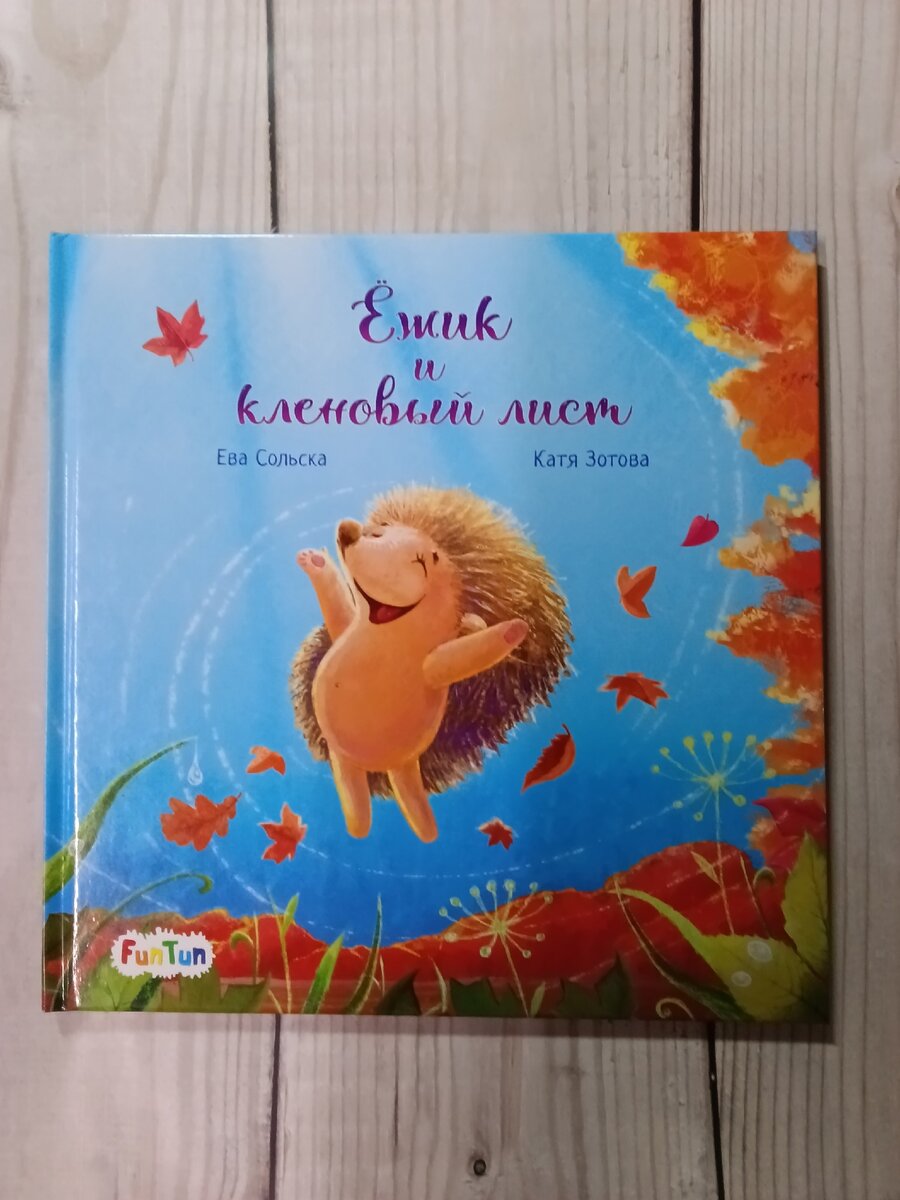 Ёжик
и
кленовый лист
Ева Сольска
Катя Зотова
FunTun